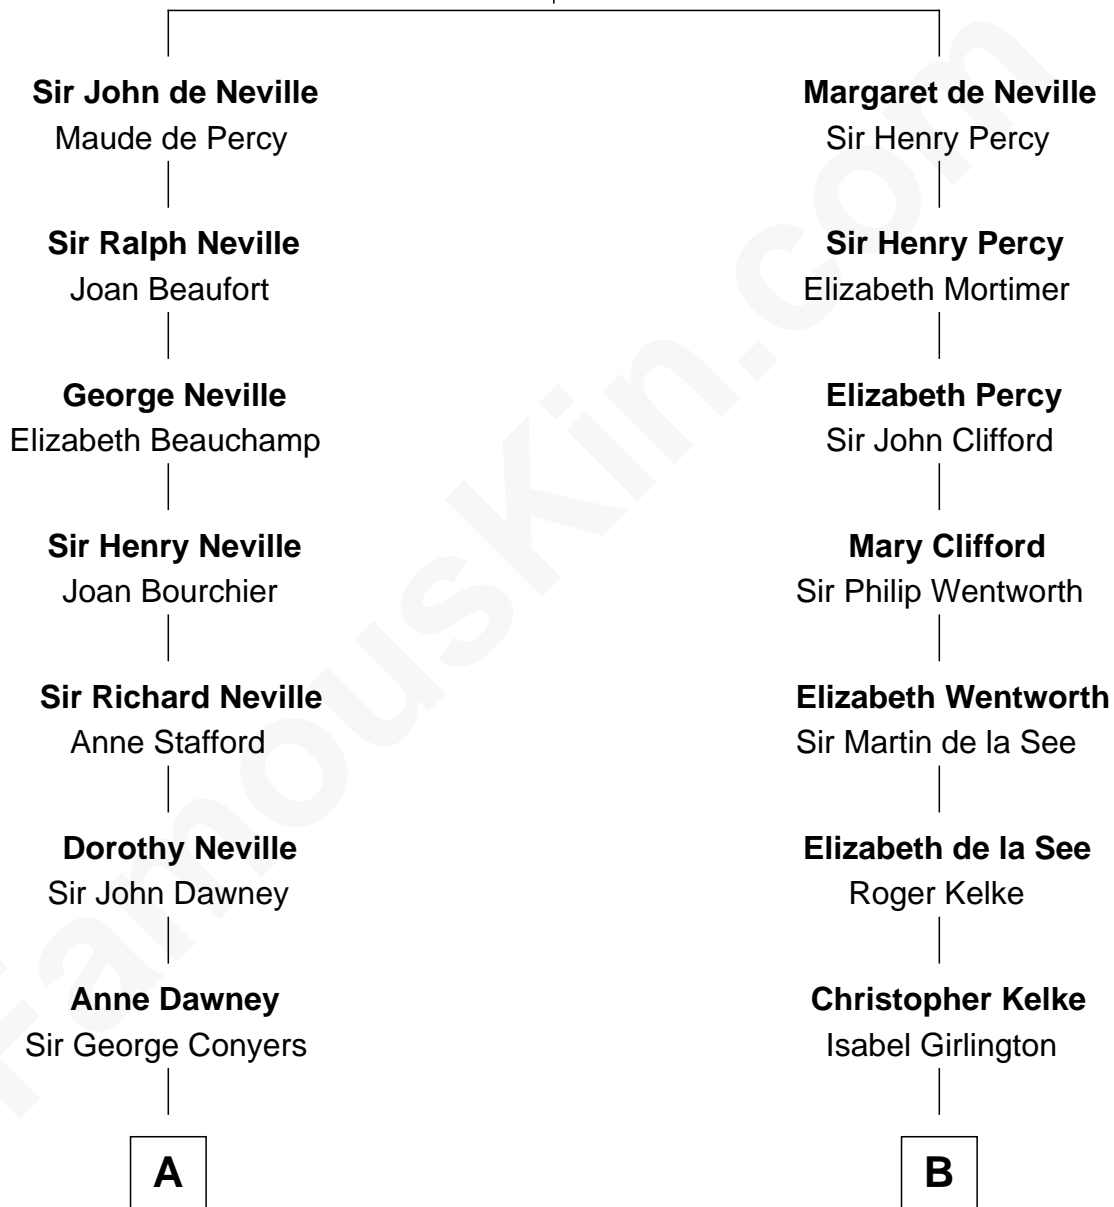 Sir John de Neville
Maude de Percy
Sir Ralph Neville
Joan Beaufort
George Neville
Elizabeth Beauchamp
Sir Henry Neville
Joan Bourchier
Sir Richard Neville
Anne Stafford
Dorothy Neville
Sir John Dawney
Anne Dawney
Sir George Conyers
A
Margaret de Neville
Sir Henry Percy
Sir Henry Percy
Elizabeth Mortimer
Elizabeth Percy
Sir John Clifford
Mary Clifford
Sir Philip Wentworth
Elizabeth Wentworth
Sir Martin de la See
Elizabeth de la See
Roger Kelke
Christopher Kelke
Isabel Girlington
B
FamousKin.com